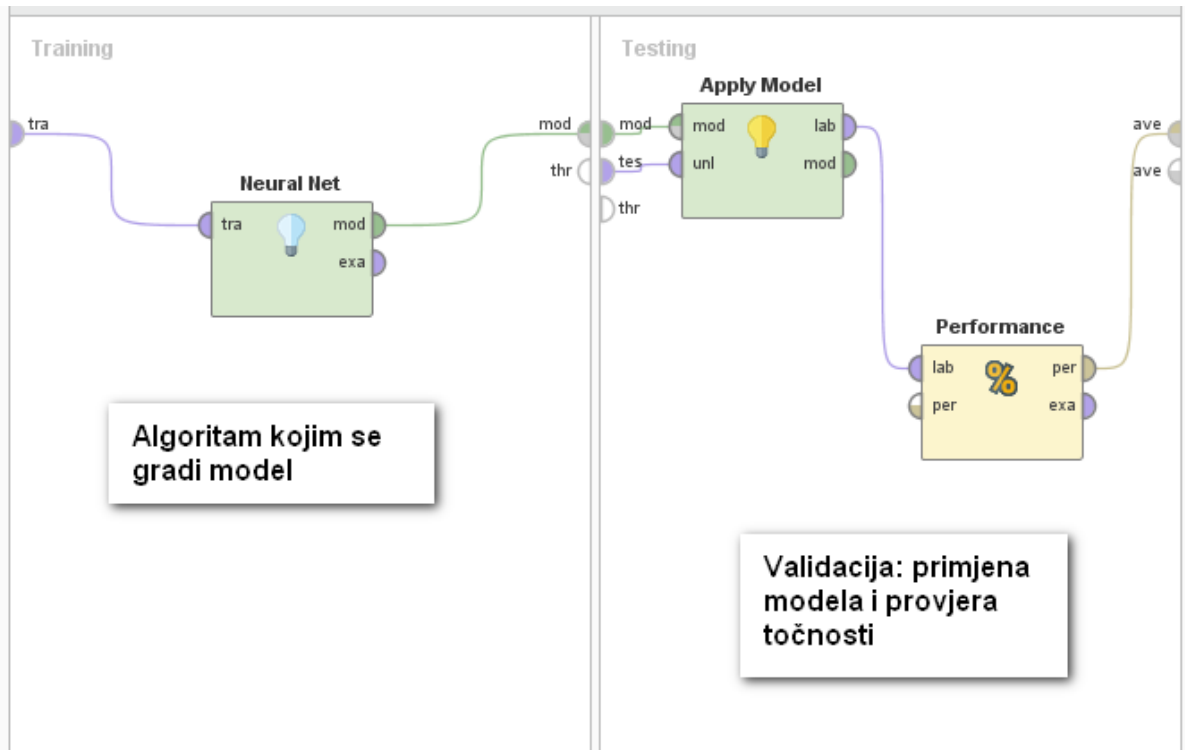 Training
tra
mod
thr
Neural Net
tra
mod
exa
Algoritam kojim se
gradi model
Testing
mod
tes
thr
Apply Model
mod
lab
unl
mod
ave
ave
Performance
lab
per
per
exa
Validacija: primjena
modela i provjera
točnosti